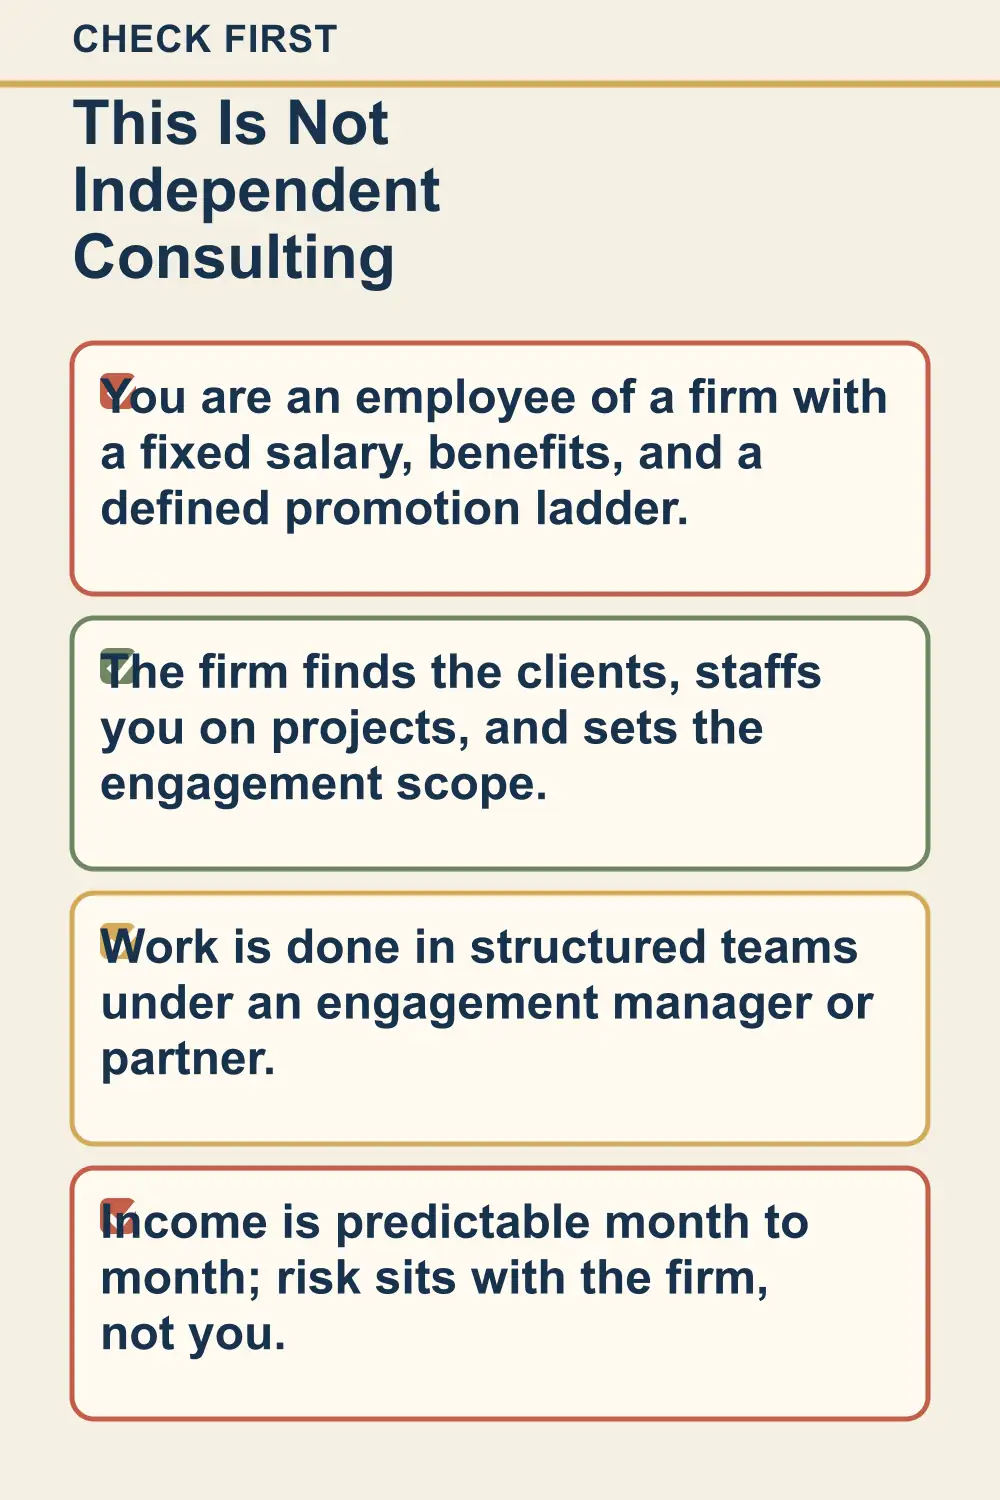 CHECK FIRST
This Is Not
Independent
Consulting
You are an employee of a firm with
a fixed salary, benefits, and a
defined promotion ladder.
The firm finds the clients, staffs
you on projects, and sets the
engagement scope.
Work is done in structured teams
under an engagement manager or
partner.
Income is predictable month to
month; risk sits with the firm,
not you.